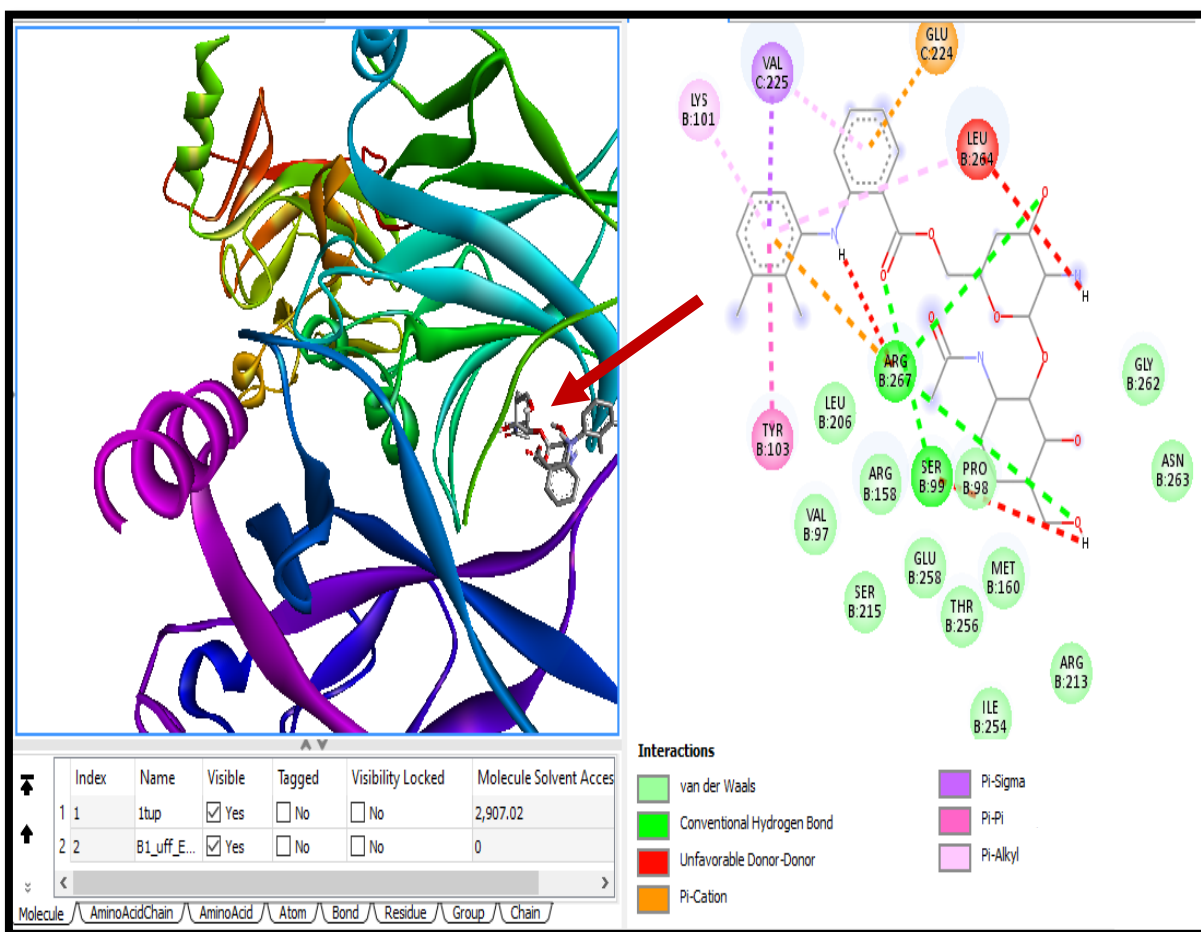 GLU
C:224
VAL
C:225
LYS
B:101
LEU
B:264
H
O
O
O
N
H
O
O
O
N
O
ARG
B:267
GLY
B:262
LEU
B:206
TYR
B:103
O
ARG
B:158
SER
B:99
PRO
B:98
ASN
B:263
VAL
B:97
O
H
GLU
B:258
MET
B:160
SER
B:215
THR
B:256
ARG
B:213
ILE
B:254
Index Name Visible Tagged Visibility Locked Molecule Solvent Acces
1 1 1tup Yes No No 2,907.02
2 2 B1_uff_E... Yes No No 0
Molecule AminoAcidChain AminoAcid Atom Bond Residue Group Chain
Interactions
van der Waals
Conventional Hydrogen Bond
Unfavorable Donor-Donor
Pi-Cation
Pi-Sigma
Pi-Pi
Pi-Alkyl